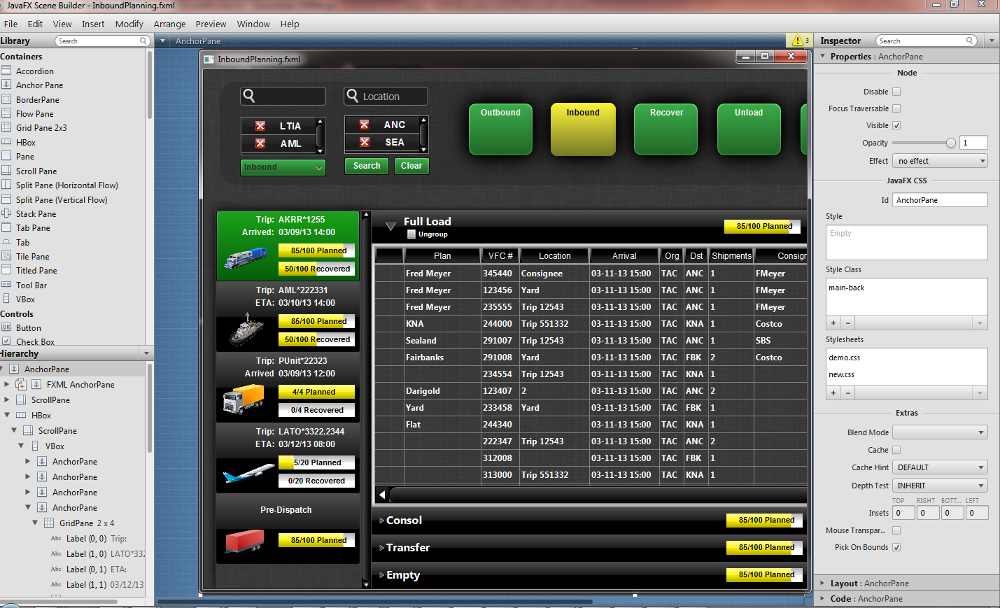 JavaFX Scene Builder - InboundPlanning.fxml
File Edit View Insert Modify Arrange Preview Window Help
Library Search
Containers
Accordion
Anchor Pane
BorderPane
Flow Pane
Grid Pane 2x3
HBox
Pane
Scroll Pane
Split Pane (Horizontal Flow)
Split Pane (Vertical Flow)
Stack Pane
Tab Pane
Tab
Tile Pane
Titled Pane
Tool Bar
VBox
Controls
Button
Check Box
Hierarchy
AnchorPane
FXML AnchorPane
ScrollPane
HBox
ScrollPane
VBox
AnchorPane
AnchorPane
AnchorPane
AnchorPane
GridPane 2 x 4
Abc Label (0, 0) Trip:
Abc Label (1, 0) LATO*332
Abc Label (0, 1) ETA:
Abc Label (1, 1) 03/12/13
AnchorPane
3
InboundPlanning.fxml
Location
LTIA
AML
ANC
SEA
Inbound
Search Clear
Outbound Inbound Recover Unload
Trip: AKRR*1255
Arrived: 03/09/13 14:00
85/100 Planned
50/100 Recovered
Trip: AML*222331
ETA: 03/10/13 14:00
85/100 Planned
50/100 Recovered
Trip: PUnit*22323
Arrived 03/09/13 12:00
4/4 Planned
0/4 Recovered
Trip: LATO*3322.2344
ETA: 03/12/13 08:00
5/20 Planned
0/20 Recovered
Pre-Dispatch
85/100 Planned
Full Load
Ungroup
85/100 Planned
Plan VFC # Location Arrival Org Dst Shipments Consigr
Fred Meyer 345440 Consignee 03-11-13 15:00 TAC ANC 1 FMeyer
Fred Meyer 123456 Yard 03-11-13 15:00 TAC ANC 1 FMeyer
Fred Meyer 235555 Trip 12543 03-11-13 15:00 TAC ANC 1 FMeyer
KNA 244000 Trip 551332 03-11-13 15:00 TAC KNA 1 Costco
Sealand 291007 Trip 12543 03-11-13 15:00 TAC ANC 1 SBS
Fairbanks 291008 Yard 03-11-13 15:00 TAC FBK 2 Costco
234554 Trip 12543 03-11-13 15:00 TAC KNA 1
Darigold 123407 2 03-11-13 15:00 TAC ANC 2
Yard 233458 Yard 03-11-13 15:00 TAC FBK 1
Flat 244340 03-11-13 15:00 TAC KNA 1
222347 Trip 12543 03-11-13 15:00 TAC ANC 2
312008 03-11-13 15:00 TAC FBK 1
313000 Trip 551332 03-11-13 15:00 TAC KNA 1
Consol 85/100 Planned
Transfer 85/100 Planned
Empty 85/100 Planned
Inspector Search
Properties : AnchorPane
Node
Disable
Focus Traversable
Visible
Opacity 1
Effect no effect
JavaFX CSS
Id AnchorPane
Style
Empty
Style Class
main-back
+ −
Stylesheets
demo.css
new.css
+ −
Extras
Blend Mode
Cache
Cache Hint DEFAULT
Depth Test INHERIT
TOP RIGHT BOTT... LEFT
Insets 0 0 0 0
Mouse Transpar...
Pick On Bounds
Layout : AnchorPane
Code : AnchorPane